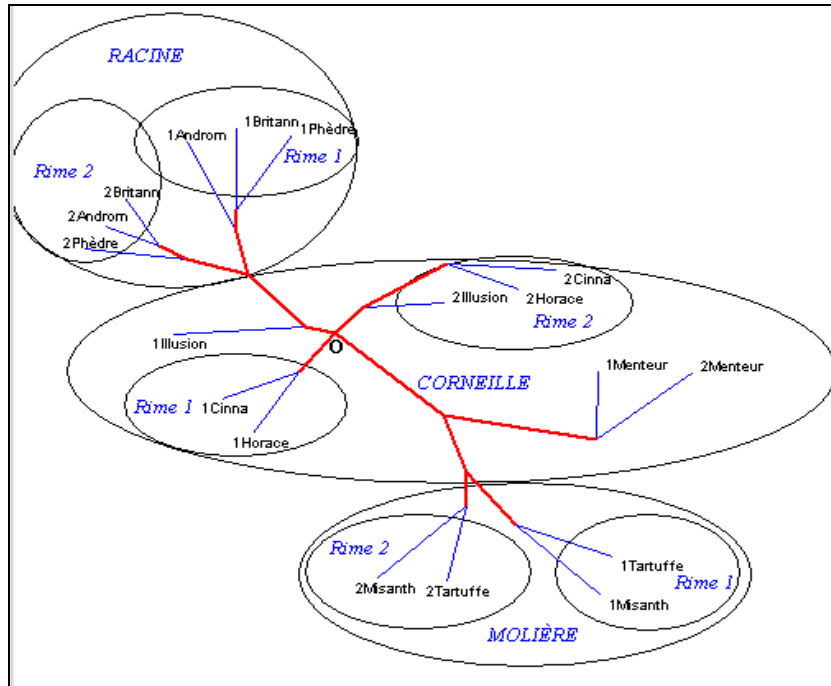 RACINE
1Britann
1Phèdre
1Androm
Rime 1
Rime 2
2Britann
2Androm
2Phèdre
2Cinna
2Illusion
2Horace
Rime 2
1Illusion
O
1Menteur
2Menteur
CORNEILLE
Rime 1
1Cinna
1Horace
Rime 2
1Tartuffe
2Misanth
2Tartuffe
Rime 1
1Misanth
MOLIÈRE